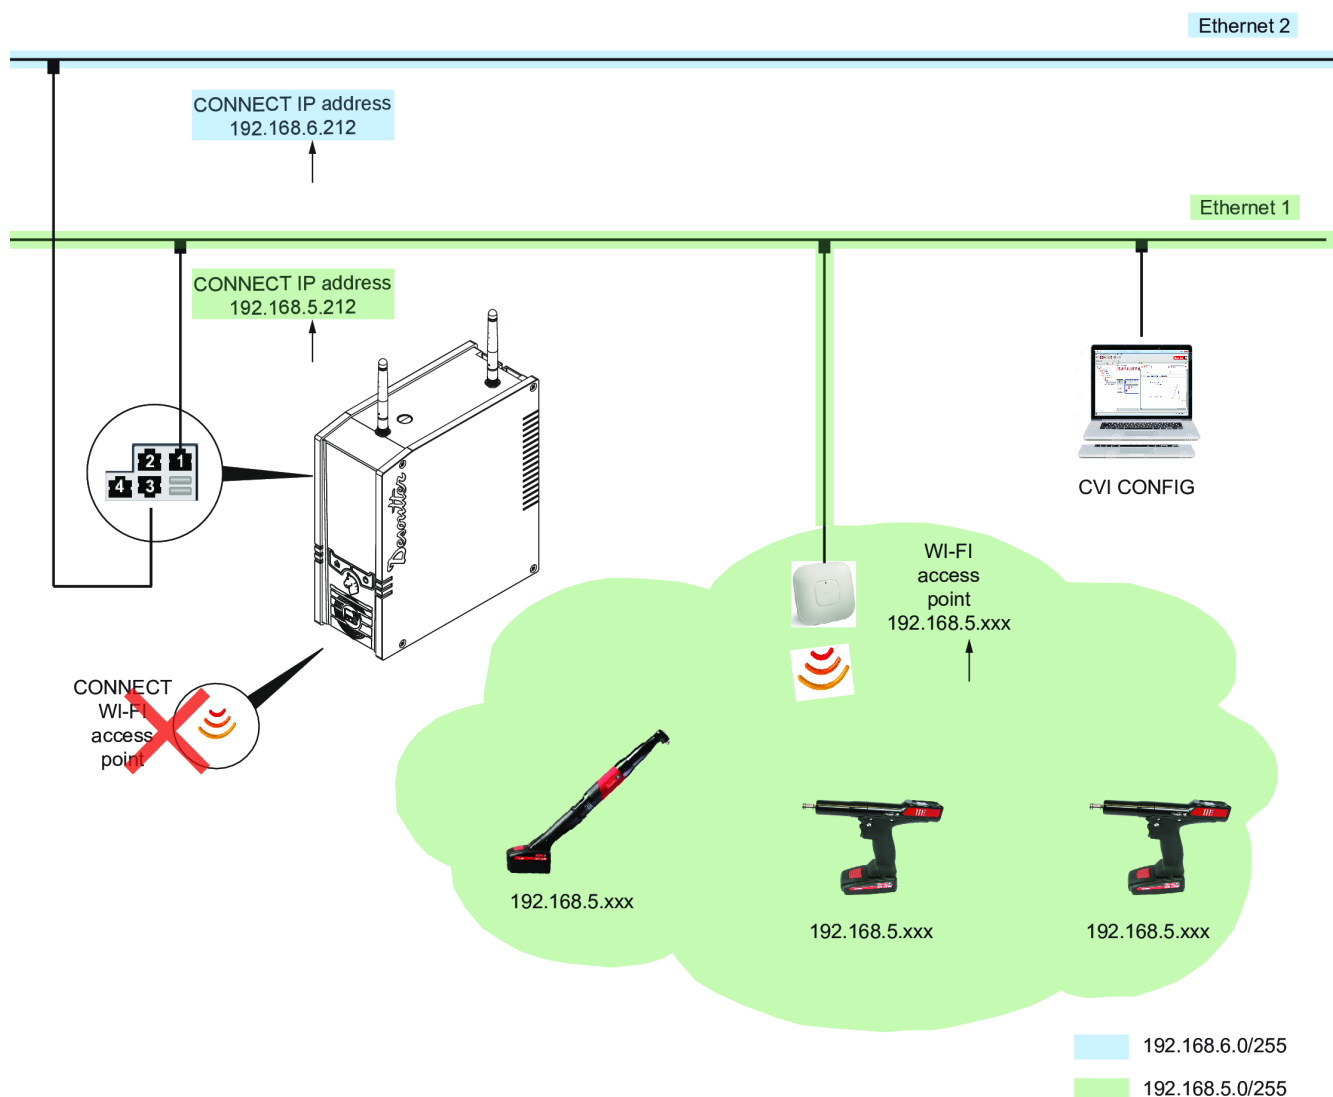 Ethernet 2
CONNECT IP address
192.168.6.212
Ethernet 1
CONNECT IP address
192.168.5.212
2 1
4 3
Desoutter
CVI CONFIG
WI-FI
access
point
192.168.5.xxx
CONNECT
WI-FI
access
point
192.168.5.xxx
192.168.5.xxx
192.168.5.xxx
192.168.6.0/255
192.168.5.0/255